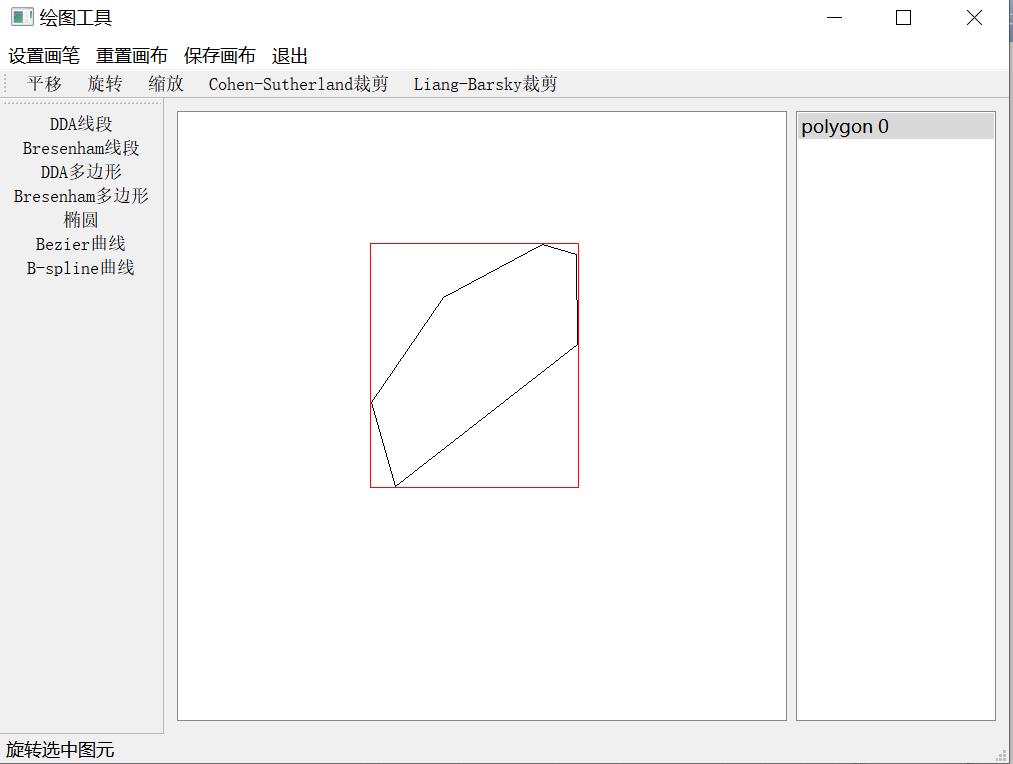 绘图工具
设置画笔 重置画布 保存画布 退出
平移 旋转 缩放 Cohen-Sutherland裁剪 Liang-Barsky裁剪
DDA线段
Bresenham线段
DDA多边形
Bresenham多边形
椭圆
Bezier曲线
B-spline曲线
polygon 0
旋转选中图元